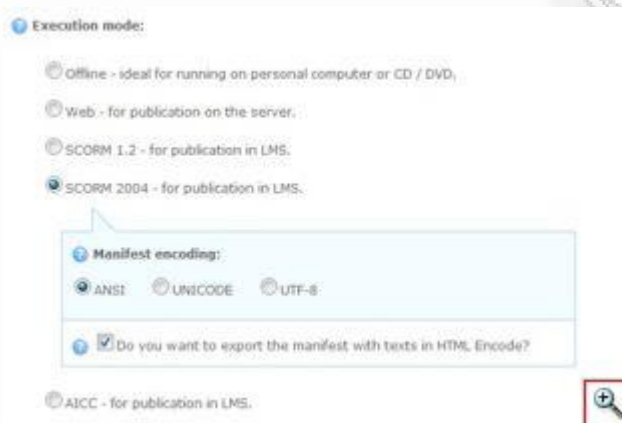 Execution mode:
Offline - ideal for running on personal computer or CD / DVD.
Web - for publication on the server.
SCORM 1.2 - for publication in LMS.
SCORM 2004 - for publication in LMS.
Manifest encoding:
ANSI UNICODE UTF-8
Do you want to export the manifest with texts in HTML Encode?
AICC - for publication in LMS.